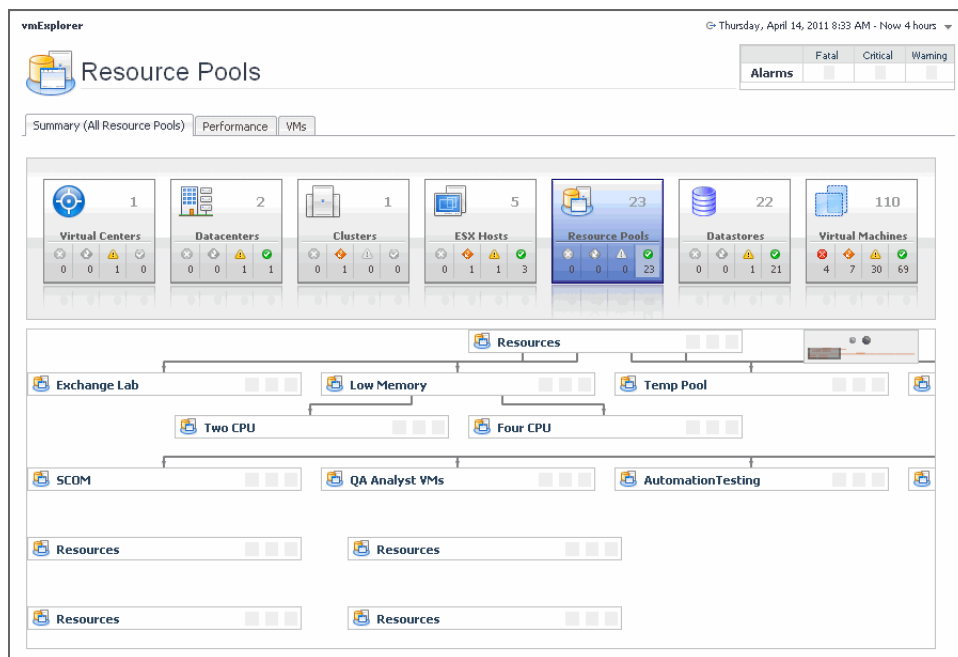 vmExplorer
Thursday, April 14, 2011 8:33 AM - Now 4 hours
Resource Pools
Fatal Critical Warning
Alarms
Summary (All Resource Pools) Performance VMs
1 2 1 5 23 22 110
Virtual Centers Datacenters Clusters ESX Hosts Resource Pools Datastores Virtual Machines
0 0 1 0 0 0 1 1 0 1 0 0 0 1 1 3 0 0 0 23 0 0 1 21 4 7 30 69
Resources
Exchange Lab Low Memory Temp Pool
Two CPU Four CPU
SCOM QA Analyst VMs AutomationTesting
Resources Resources
Resources Resources